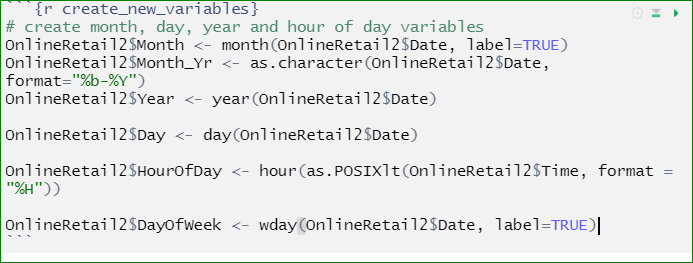 ```{r create_new_variables}
# create month, day, year and hour of day variables
OnlineRetail2$Month <- month(OnlineRetail2$Date, label=TRUE)
OnlineRetail2$Month_Yr <- as.character(OnlineRetail2$Date,
format="%b-%Y")
OnlineRetail2$Year <- year(OnlineRetail2$Date)
OnlineRetail2$Day <- day(OnlineRetail2$Date)
OnlineRetail2$HourOfDay <- hour(as.POSIXlt(OnlineRetail2$Time, format =
"%H"))
OnlineRetail2$DayOfWeek <- wday(OnlineRetail2$Date, label=TRUE)
```